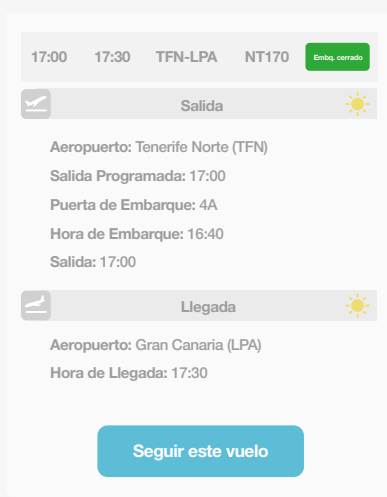 17:00 17:30 TFN-LPA NT170 Embq. cerrado
Salida
Aeropuerto: Tenerife Norte (TFN)
Salida Programada: 17:00
Puerta de Embarque: 4A
Hora de Embarque: 16:40
Salida: 17:00
Llegada
Aeropuerto: Gran Canaria (LPA)
Hora de Llegada: 17:30
Seguir este vuelo